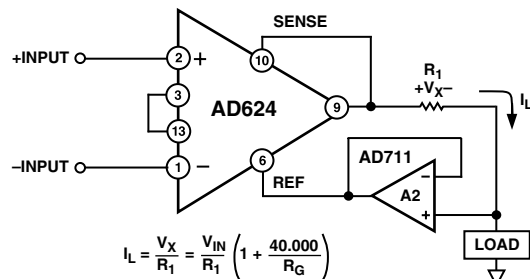 SENSE
+INPUT
2
+
10
3
AD624
13
9
R1
+VX–
IL
–INPUT
1
–
6
REF
AD711
–
A2
+
LOAD
IL = VX/R1 = VIN/R1 (1 + 40.000/RG)